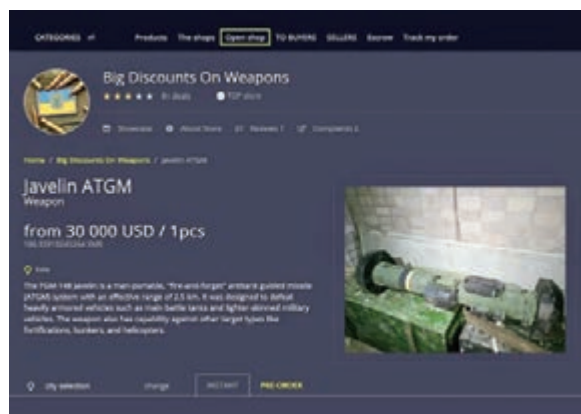 CATEGORIES Products The shops Open shop TO BUYERS SELLERS Escrow Track my order
Big Discounts On Weapons
deals TOP store
Showcase About Store Reviews Complaints
Home / Big Discounts On Weapons / Javelin ATGM
Javelin ATGM
Weapon
from 30 000 USD / 1pcs
The FGM-148 Javelin is a man-portable, "fire-and-forget" antitank guided missile
(ATGM) system with an effective range of 2.5 km. It was designed to defeat
heavily armored vehicles such as main battle tanks and lighter-skinned military
vehicles. The weapon also has capability against other target types like
fortifications, bunkers, and helicopters.
city selection change INSTANT PRE-ORDER